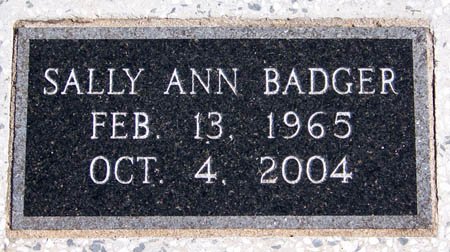 SALLY ANN BADGER
FEB. 13, 1965
OCT. 4, 2004